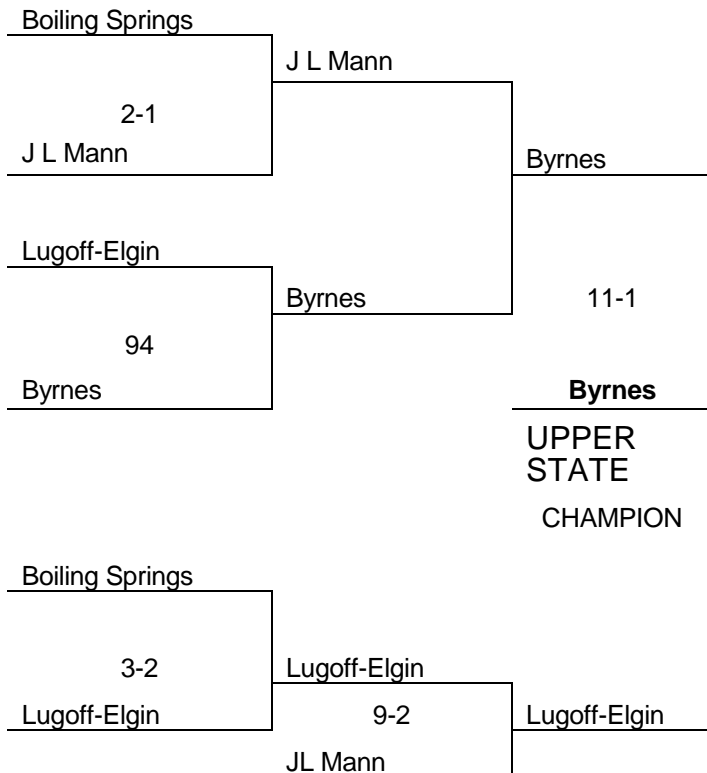 Boiling Springs
J L Mann
2-1
J L Mann
Byrnes
Lugoff-Elgin
Byrnes
11-1
94
Byrnes
Byrnes
UPPER
STATE
CHAMPION
Boiling Springs
3-2
Lugoff-Elgin
Lugoff-Elgin
9-2
Lugoff-Elgin
JL Mann